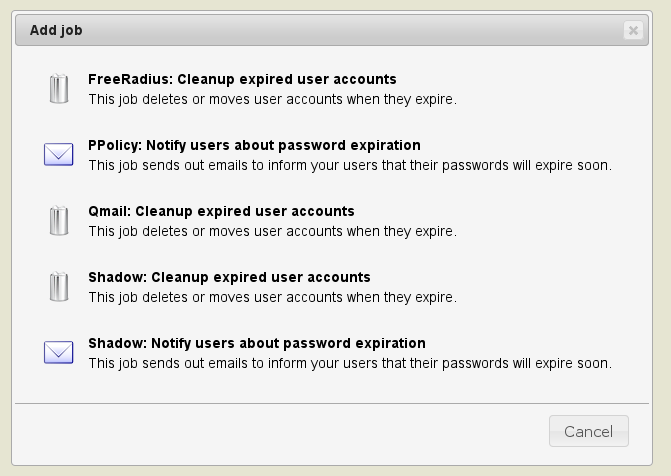 Add job
FreeRadius: Cleanup expired user accounts
This job deletes or moves user accounts when they expire.
PPolicy: Notify users about password expiration
This job sends out emails to inform your users that their passwords will expire soon.
Qmail: Cleanup expired user accounts
This job deletes or moves user accounts when they expire.
Shadow: Cleanup expired user accounts
This job deletes or moves user accounts when they expire.
Shadow: Notify users about password expiration
This job sends out emails to inform your users that their passwords will expire soon.
Cancel